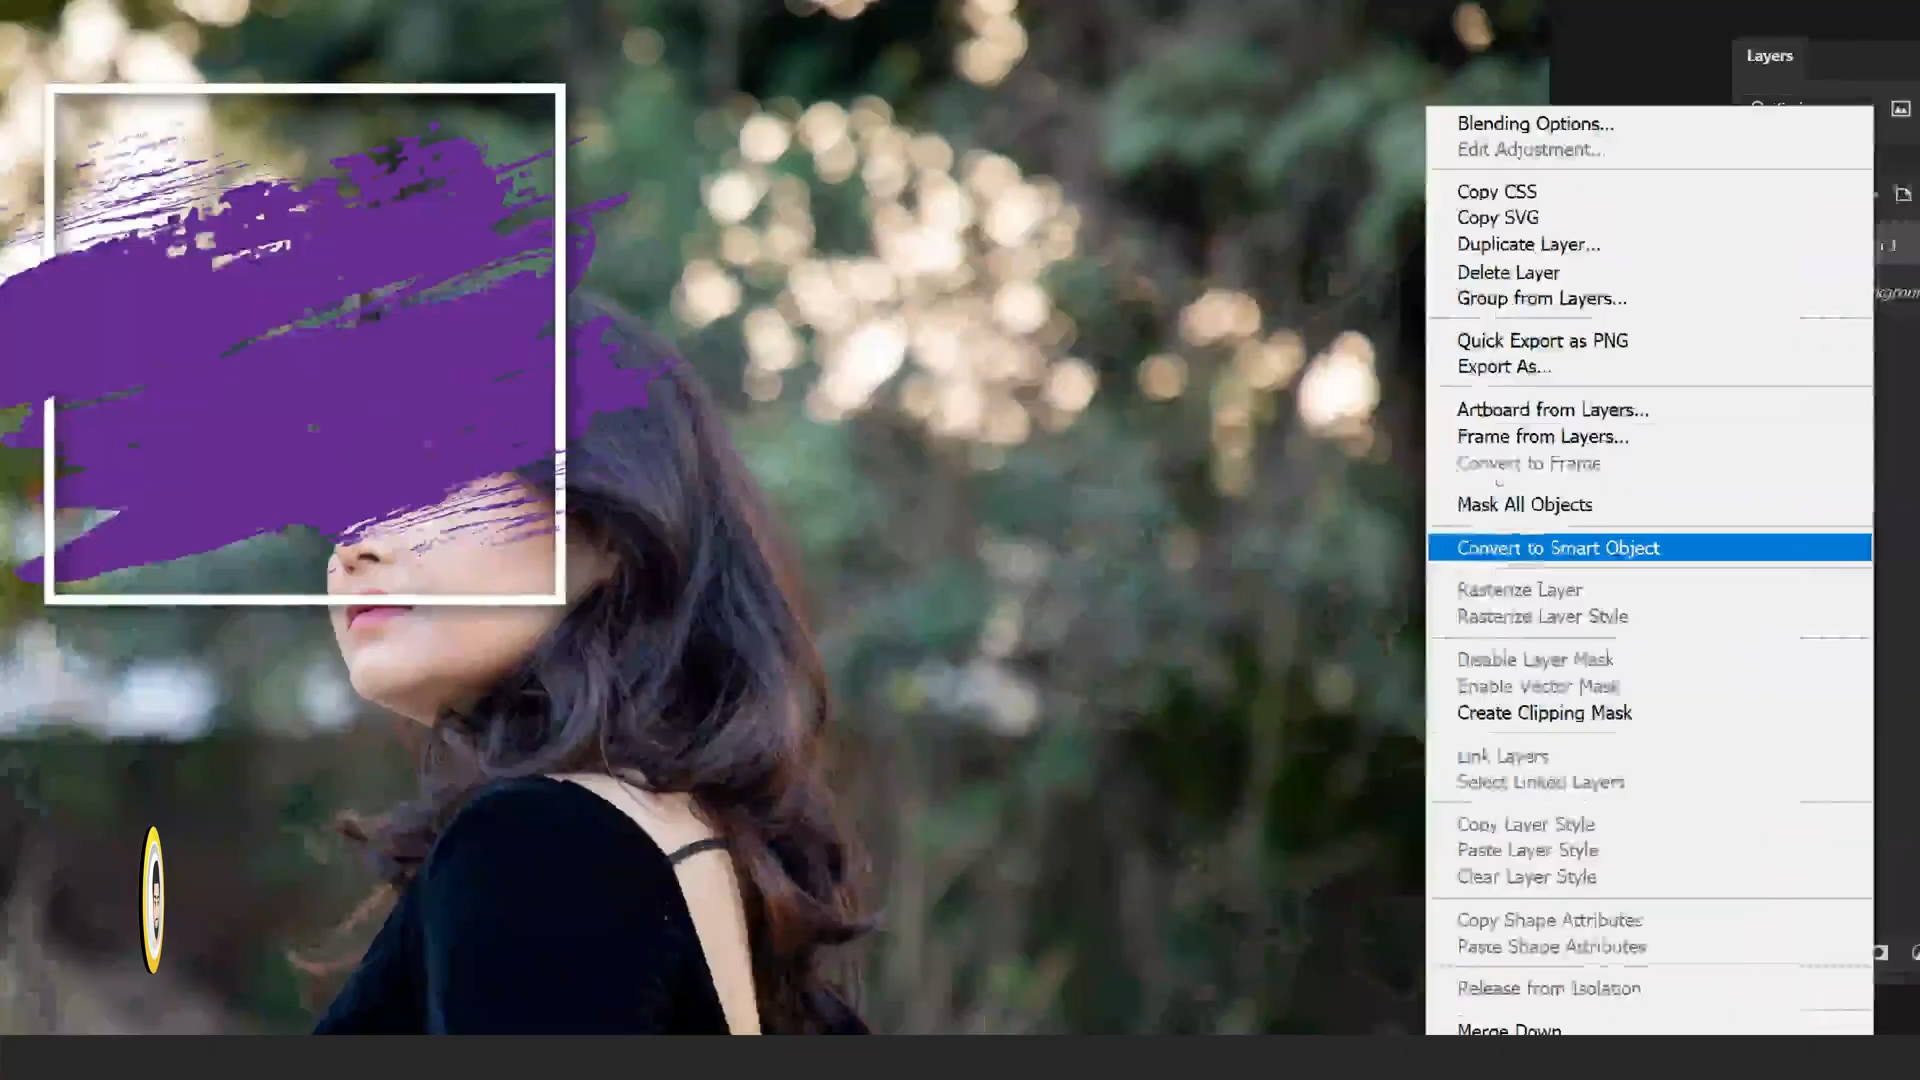 Layers
Blending Options...
Edit Adjustment...
Copy CSS
Copy SVG
Duplicate Layer...
Delete Layer
Group from Layers...
Quick Export as PNG
Export As...
Artboard from Layers...
Frame from Layers...
Convert to Frame
Mask All Objects
Convert to Smart Object
Rasterize Layer
Rasterize Layer Style
Disable Layer Mask
Enable Vector Mask
Create Clipping Mask
Link Layers
Select Linked Layers
Copy Layer Style
Paste Layer Style
Clear Layer Style
Copy Shape Attributes
Paste Shape Attributes
Release from Isolation
Merge Down